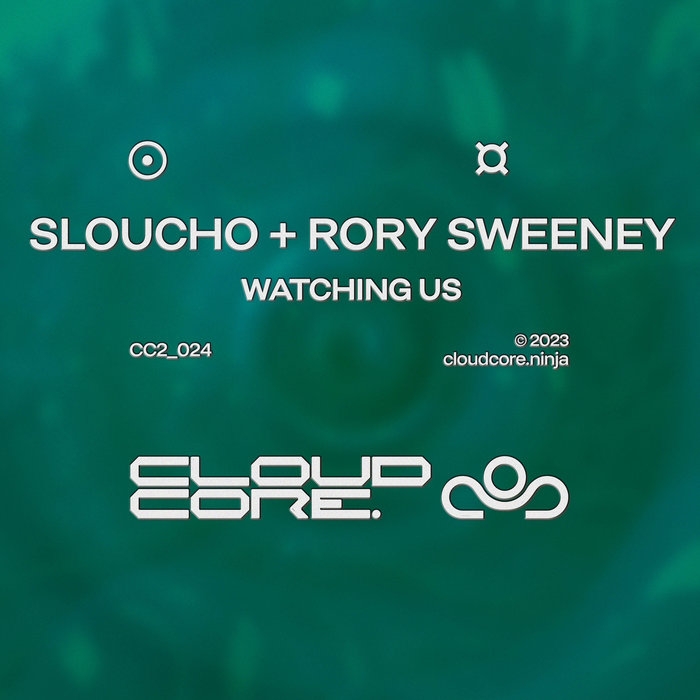 SLOUCHO + RORY SWEENEY
WATCHING US
CC2_024
© 2023
cloudcore.ninja
CLOUD
CORE.